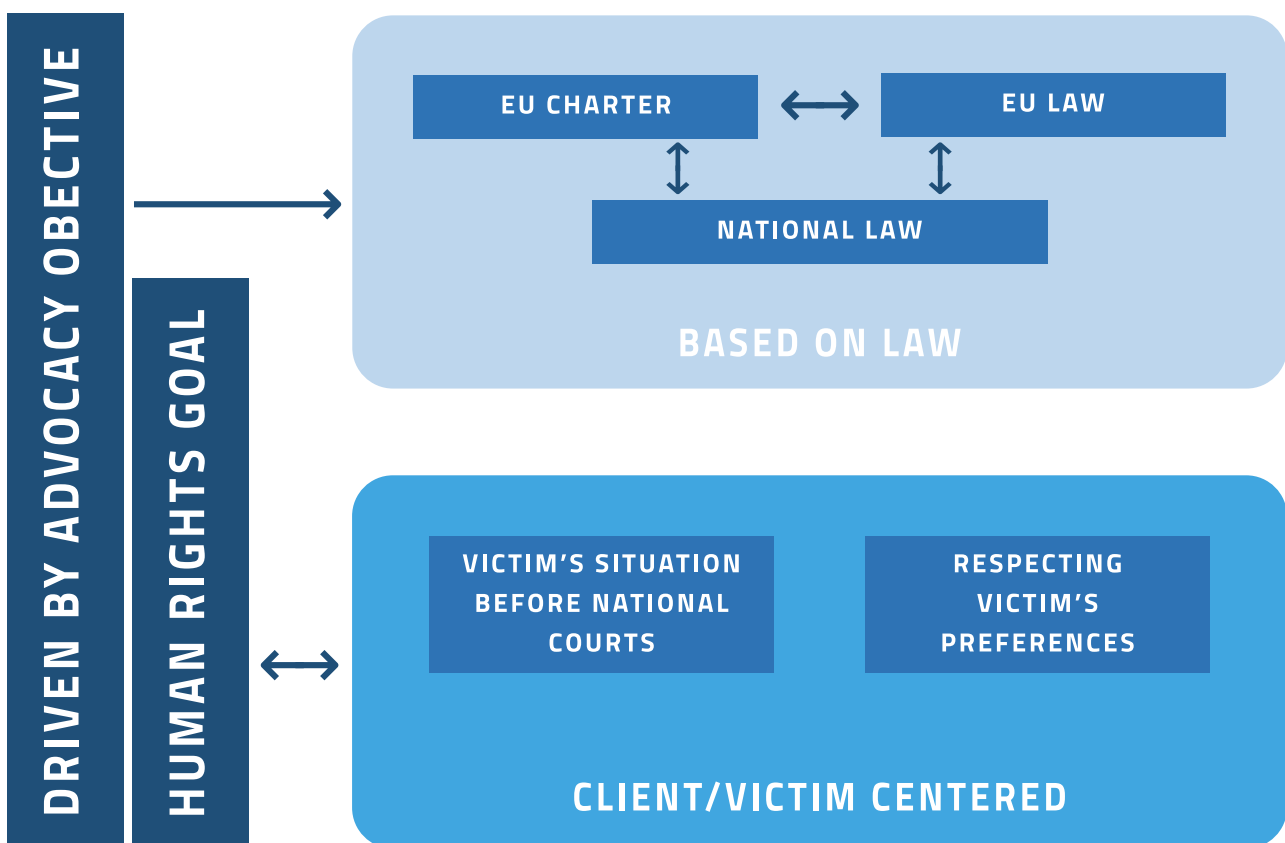 DRIVEN BY ADVOCACY OBECTIVE
HUMAN RIGHTS GOAL
EU CHARTER
EU LAW
NATIONAL LAW
BASED ON LAW
VICTIM'S SITUATION
BEFORE NATIONAL
COURTS
RESPECTING
VICTIM'S
PREFERENCES
CLIENT/VICTIM CENTERED